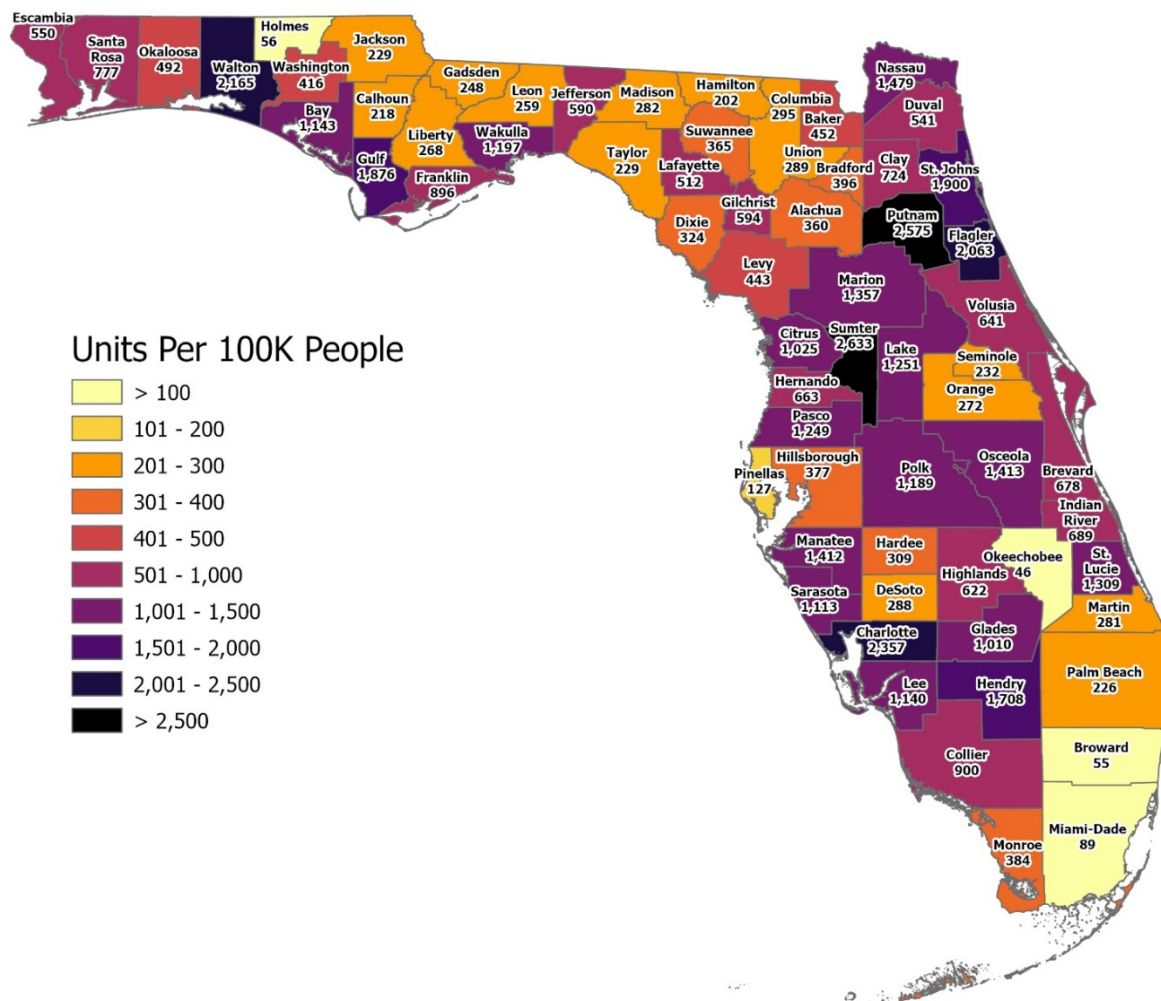 Escambia
550
Santa
Rosa
777
Okaloosa
492
Walton
2,165
Holmes
56
Washington
416
Jackson
229
Bay
1,143
Calhoun
218
Gulf
1,876
Gadsden
248
Liberty
268
Franklin
896
Leon
259
Wakulla
1,197
Jefferson
590
Madison
282
Taylor
229
Hamilton
202
Suwannee
365
Lafayette
512
Dixie
324
Columbia
295
Baker
452
Union
289
Bradford
396
Gilchrist
594
Alachua
360
Levy
443
Nassau
1,479
Duval
541
Clay
724
St. Johns
1,900
Putnam
2,575
Flagler
2,063
Marion
1,357
Volusia
641
Citrus
1,025
Sumter
2,633
Lake
1,251
Seminole
232
Orange
272
Hernando
663
Pasco
1,249
Pinellas
127
Hillsborough
377
Polk
1,189
Osceola
1,413
Brevard
678
Indian
River
689
Manatee
1,412
Hardee
309
Okeechobee
46
St.
Lucie
1,309
Highlands
622
Sarasota
1,113
DeSoto
288
Martin
281
Charlotte
2,357
Glades
1,010
Lee
1,140
Hendry
1,708
Palm Beach
226
Collier
900
Broward
55
Miami-Dade
89
Monroe
384
Units Per 100K People
> 100
101 - 200
201 - 300
301 - 400
401 - 500
501 - 1,000
1,001 - 1,500
1,501 - 2,000
2,001 - 2,500
> 2,500